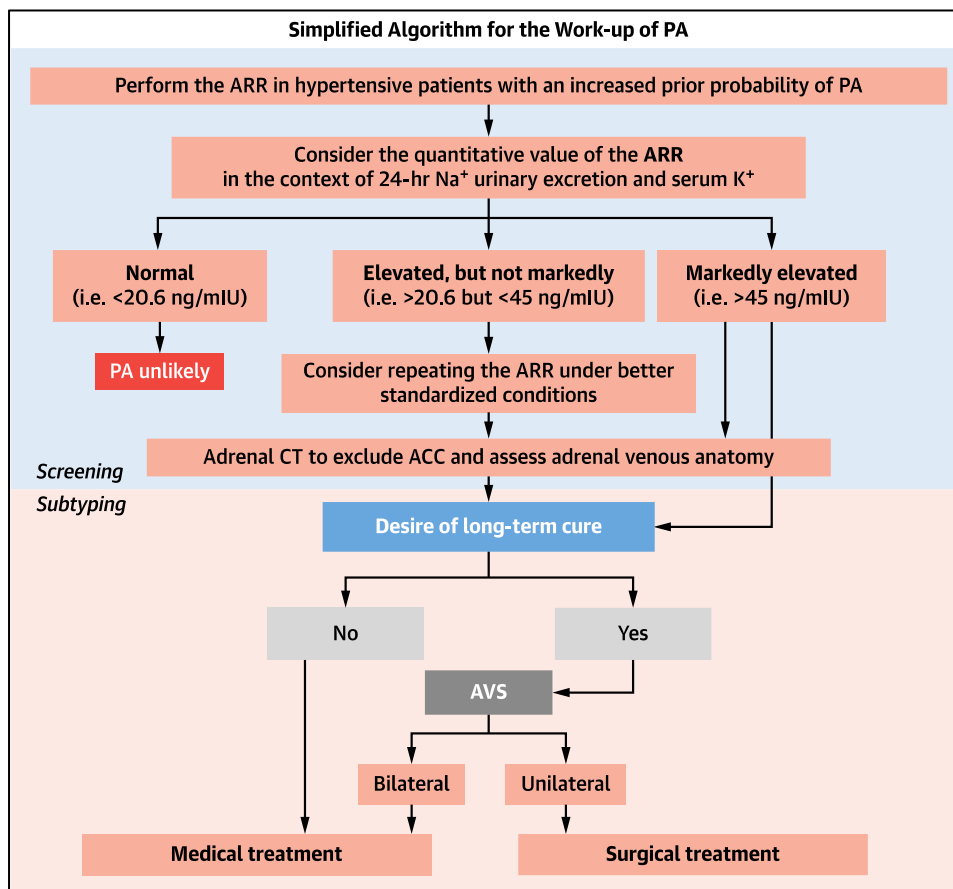 Simplified Algorithm for the Work-up of PA
Perform the ARR in hypertensive patients with an increased prior probability of PA
Consider the quantitative value of the ARR
in the context of 24-hr Na⁺ urinary excretion and serum K⁺
Normal
(i.e. <20.6 ng/mIU)
Elevated, but not markedly
(i.e. >20.6 but <45 ng/mIU)
Markedly elevated
(i.e. >45 ng/mIU)
PA unlikely
Consider repeating the ARR under better
standardized conditions
Adrenal CT to exclude ACC and assess adrenal venous anatomy
Screening
Subtyping
Desire of long-term cure
No
Yes
AVS
Bilateral
Unilateral
Medical treatment
Surgical treatment